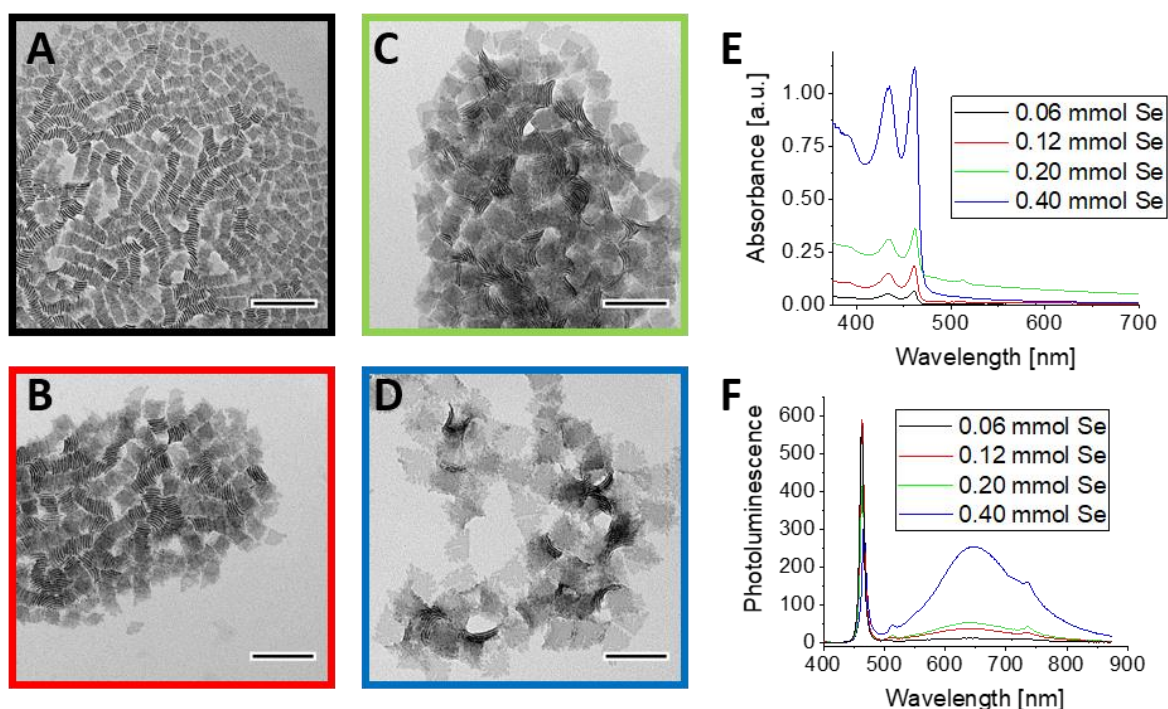 A
C
B
D
E
1.00
0.75
0.50
0.25
0.00
Absorbance [a.u.]
0.06 mmol Se
0.12 mmol Se
0.20 mmol Se
0.40 mmol Se
400 500 600 700
Wavelength [nm]
F
600
500
400
300
200
100
0
Photoluminescence
0.06 mmol Se
0.12 mmol Se
0.20 mmol Se
0.40 mmol Se
400 500 600 700 800 900
Wavelength [nm]